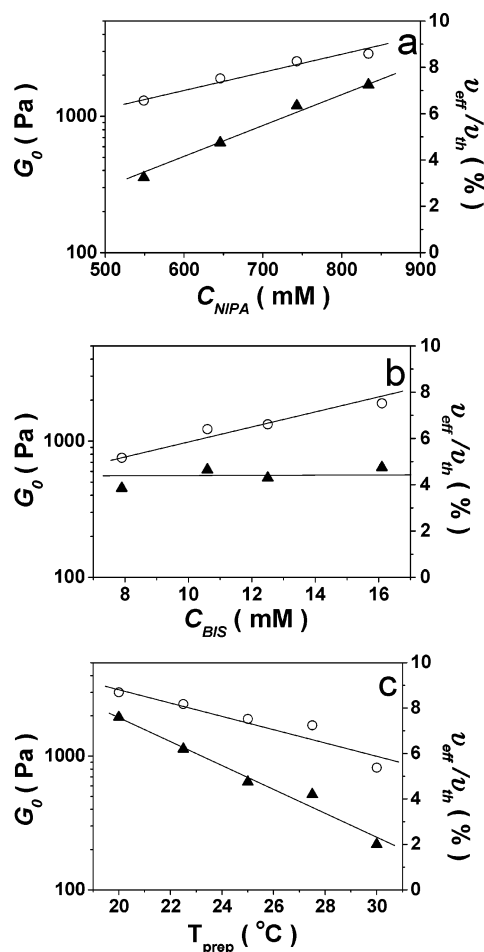 a
10
8
6
4
2
0
1000
100
G0 ( Pa)
υeff/υth (%)
500 600 700 800 900
CNIPA ( mM)
b
10
8
6
4
2
0
1000
100
G0 ( Pa)
υeff/υth (%)
8 10 12 14 16
CBIS ( mM )
c
10
8
6
4
2
0
1000
100
G0 (Pa)
υeff/υth (%)
20 22 24 26 28 30
Tprep ( °C)